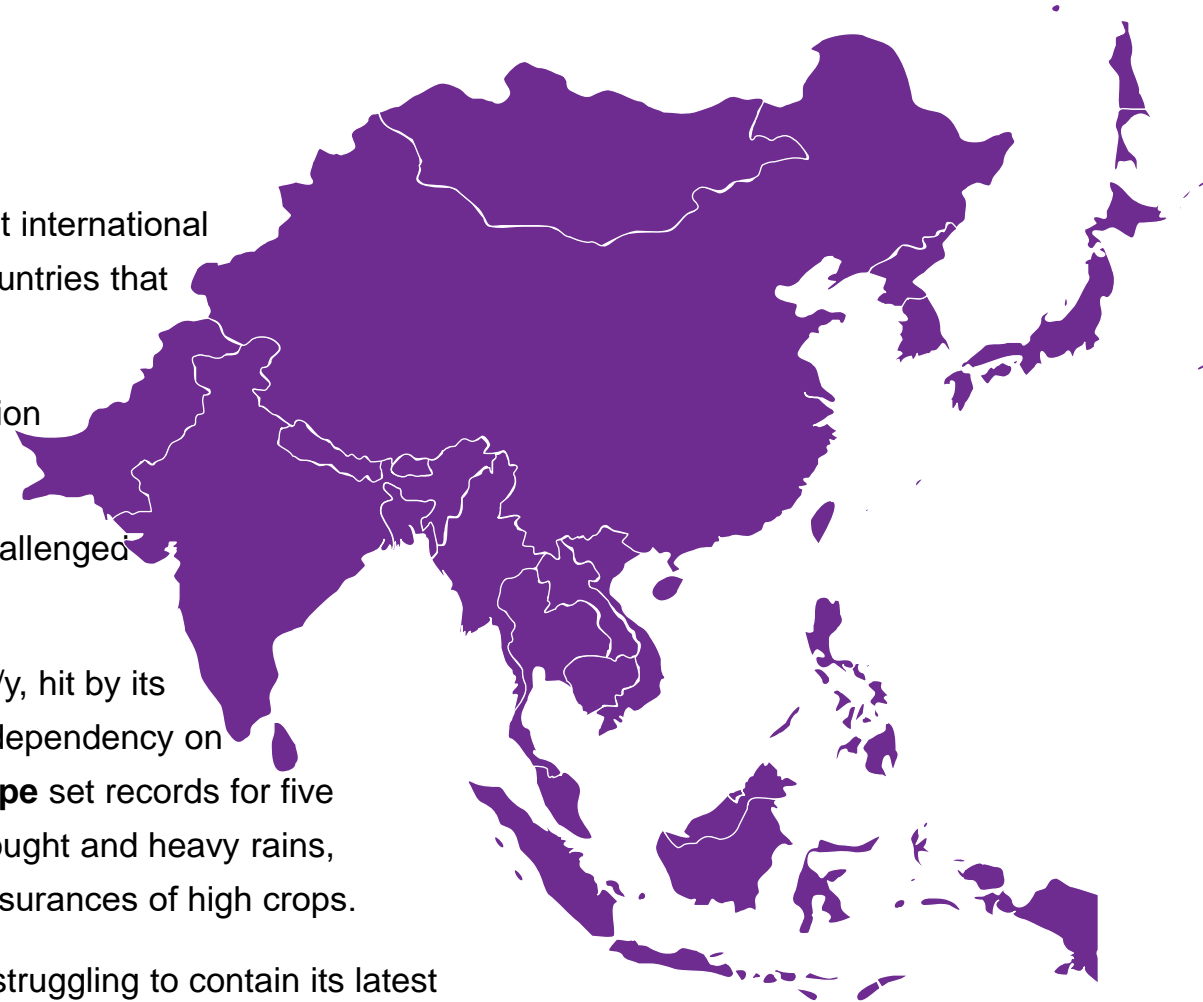 t international
untries that
ion
allenged
/y, hit by its
dependency on
pe set records for five
ought and heavy rains,
surances of high crops.
struggling to contain its latest